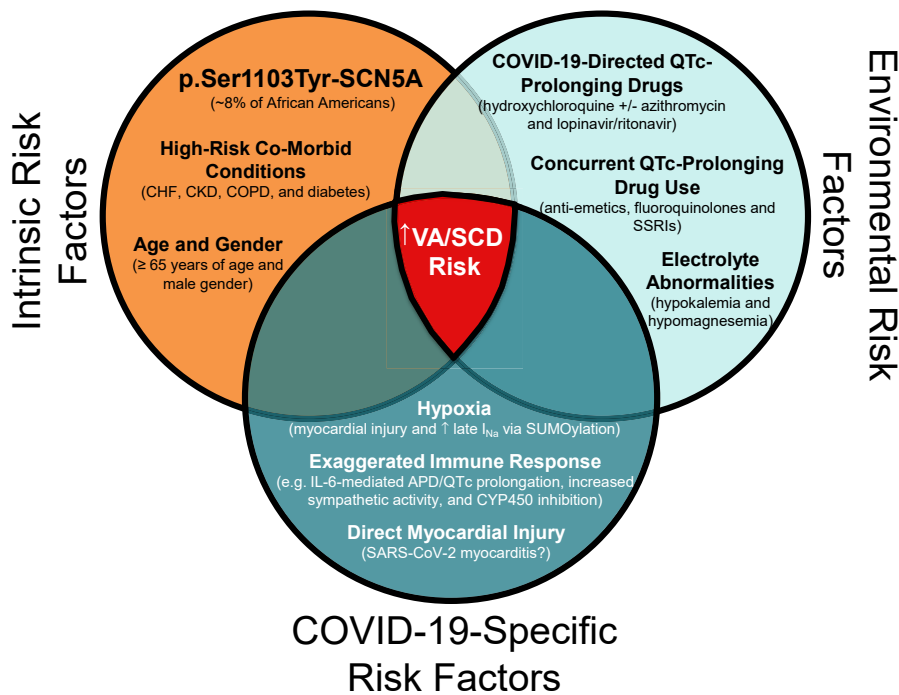 Intrinsic Risk
Factors
p.Ser1103Tyr-SCN5A
(~8% of African Americans)
High-Risk Co-Morbid
Conditions
(CHF, CKD, COPD, and diabetes)
Age and Gender
(≥ 65 years of age and
male gender)
COVID-19-Directed QTc-
Prolonging Drugs
(hydroxychloroquine +/- azithromycin
and lopinavir/ritonavir)
Concurrent QTc-Prolonging
Drug Use
(anti-emetics, fluoroquinolones and
SSRIs)
Electrolyte
Abnormalities
(hypokalemia and
hypomagnesemia)
Environmental Risk
Factors
↑VA/SCD
Risk
Hypoxia
(myocardial injury and ↑ late I_Na via SUMOylation)
Exaggerated Immune Response
(e.g. IL-6-mediated APD/QTc prolongation, increased
sympathetic activity, and CYP450 inhibition)
Direct Myocardial Injury
(SARS-CoV-2 myocarditis?)
COVID-19-Specific
Risk Factors